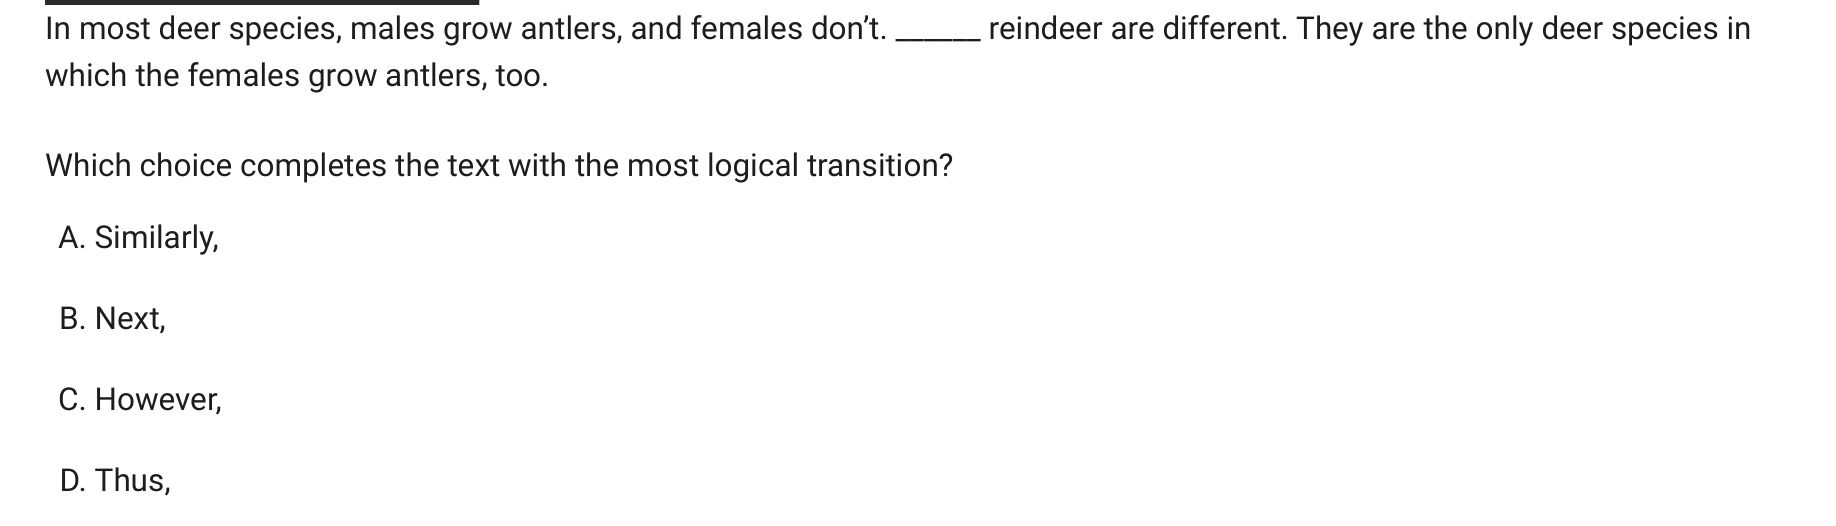 In most deer species, males grow antlers, and females don’t. ______ reindeer are different. They are the only deer species in
which the females grow antlers, too.
Which choice completes the text with the most logical transition?
A. Similarly,
B. Next,
C. However,
D. Thus,